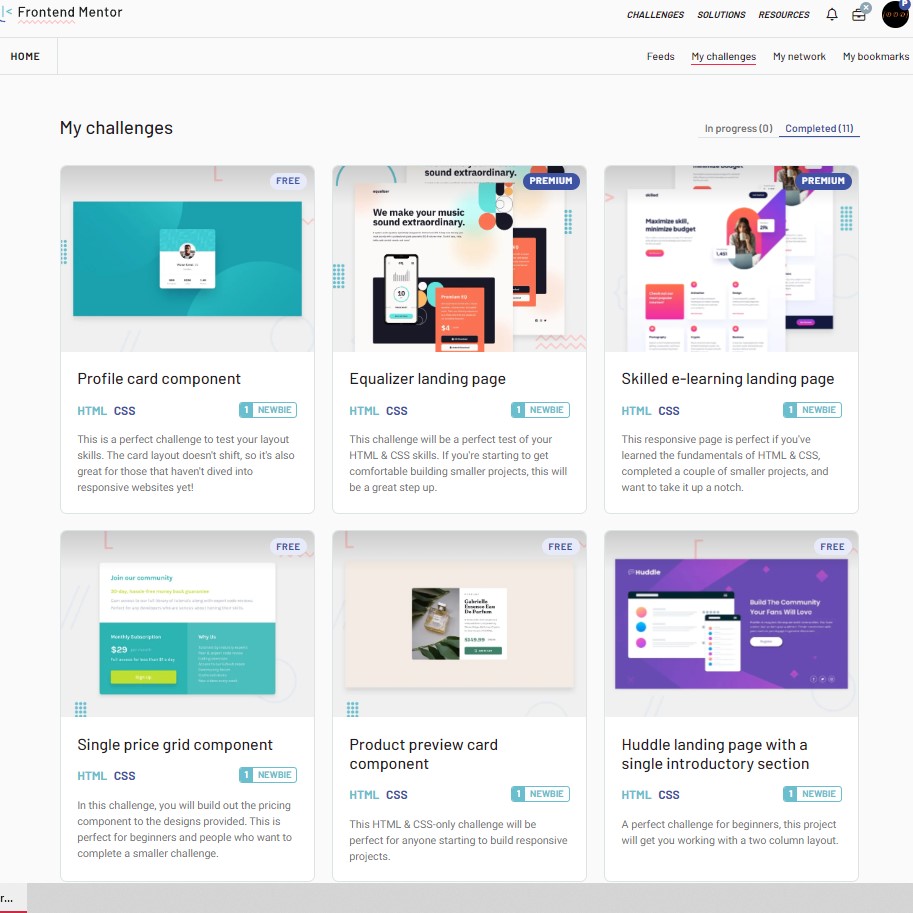 Frontend Mentor
CHALLENGES SOLUTIONS RESOURCES
HOME
Feeds My challenges My network My bookmarks
My challenges
In progress (0) Completed (11)
FREE
Profile card component
HTML CSS
1 NEWBIE
This is a perfect challenge to test your layout
skills. The card layout doesn't shift, so it's also
great for those that haven't dived into
responsive websites yet!
PREMIUM
sound extraordinary.
equalizer
We make your music
sound extraordinary.
10
Premium EQ
$4
Equalizer landing page
HTML CSS
1 NEWBIE
This challenge will be a perfect test of your
HTML & CSS skills. If you're starting to get
comfortable building smaller projects, this will
be a great step up.
PREMIUM
minimize budget
skilled
Maximize skill,
minimize budget
Skilled e-learning landing page
HTML CSS
1 NEWBIE
This responsive page is perfect if you've
learned the fundamentals of HTML & CSS,
completed a couple of smaller projects, and
want to take it up a notch.
FREE
Join our community
30-day, hassle-free money back guarantee
Monthly Subscription
$29
Full access for less than $1 a day
Sign Up
Why Us
Single price grid component
HTML CSS
1 NEWBIE
In this challenge, you will build out the pricing
component to the designs provided. This is
perfect for beginners and people who want to
complete a smaller challenge.
FREE
Gabrielle
Essence Eau
De Parfum
$149.99
Product preview card
component
HTML CSS
1 NEWBIE
This HTML & CSS-only challenge will be
perfect for anyone starting to build responsive
projects.
FREE
Huddle
Build The Community
Your Fans Will Love
Register
Huddle landing page with a
single introductory section
HTML CSS
1 NEWBIE
A perfect challenge for beginners, this project
will get you working with a two column layout.
r...